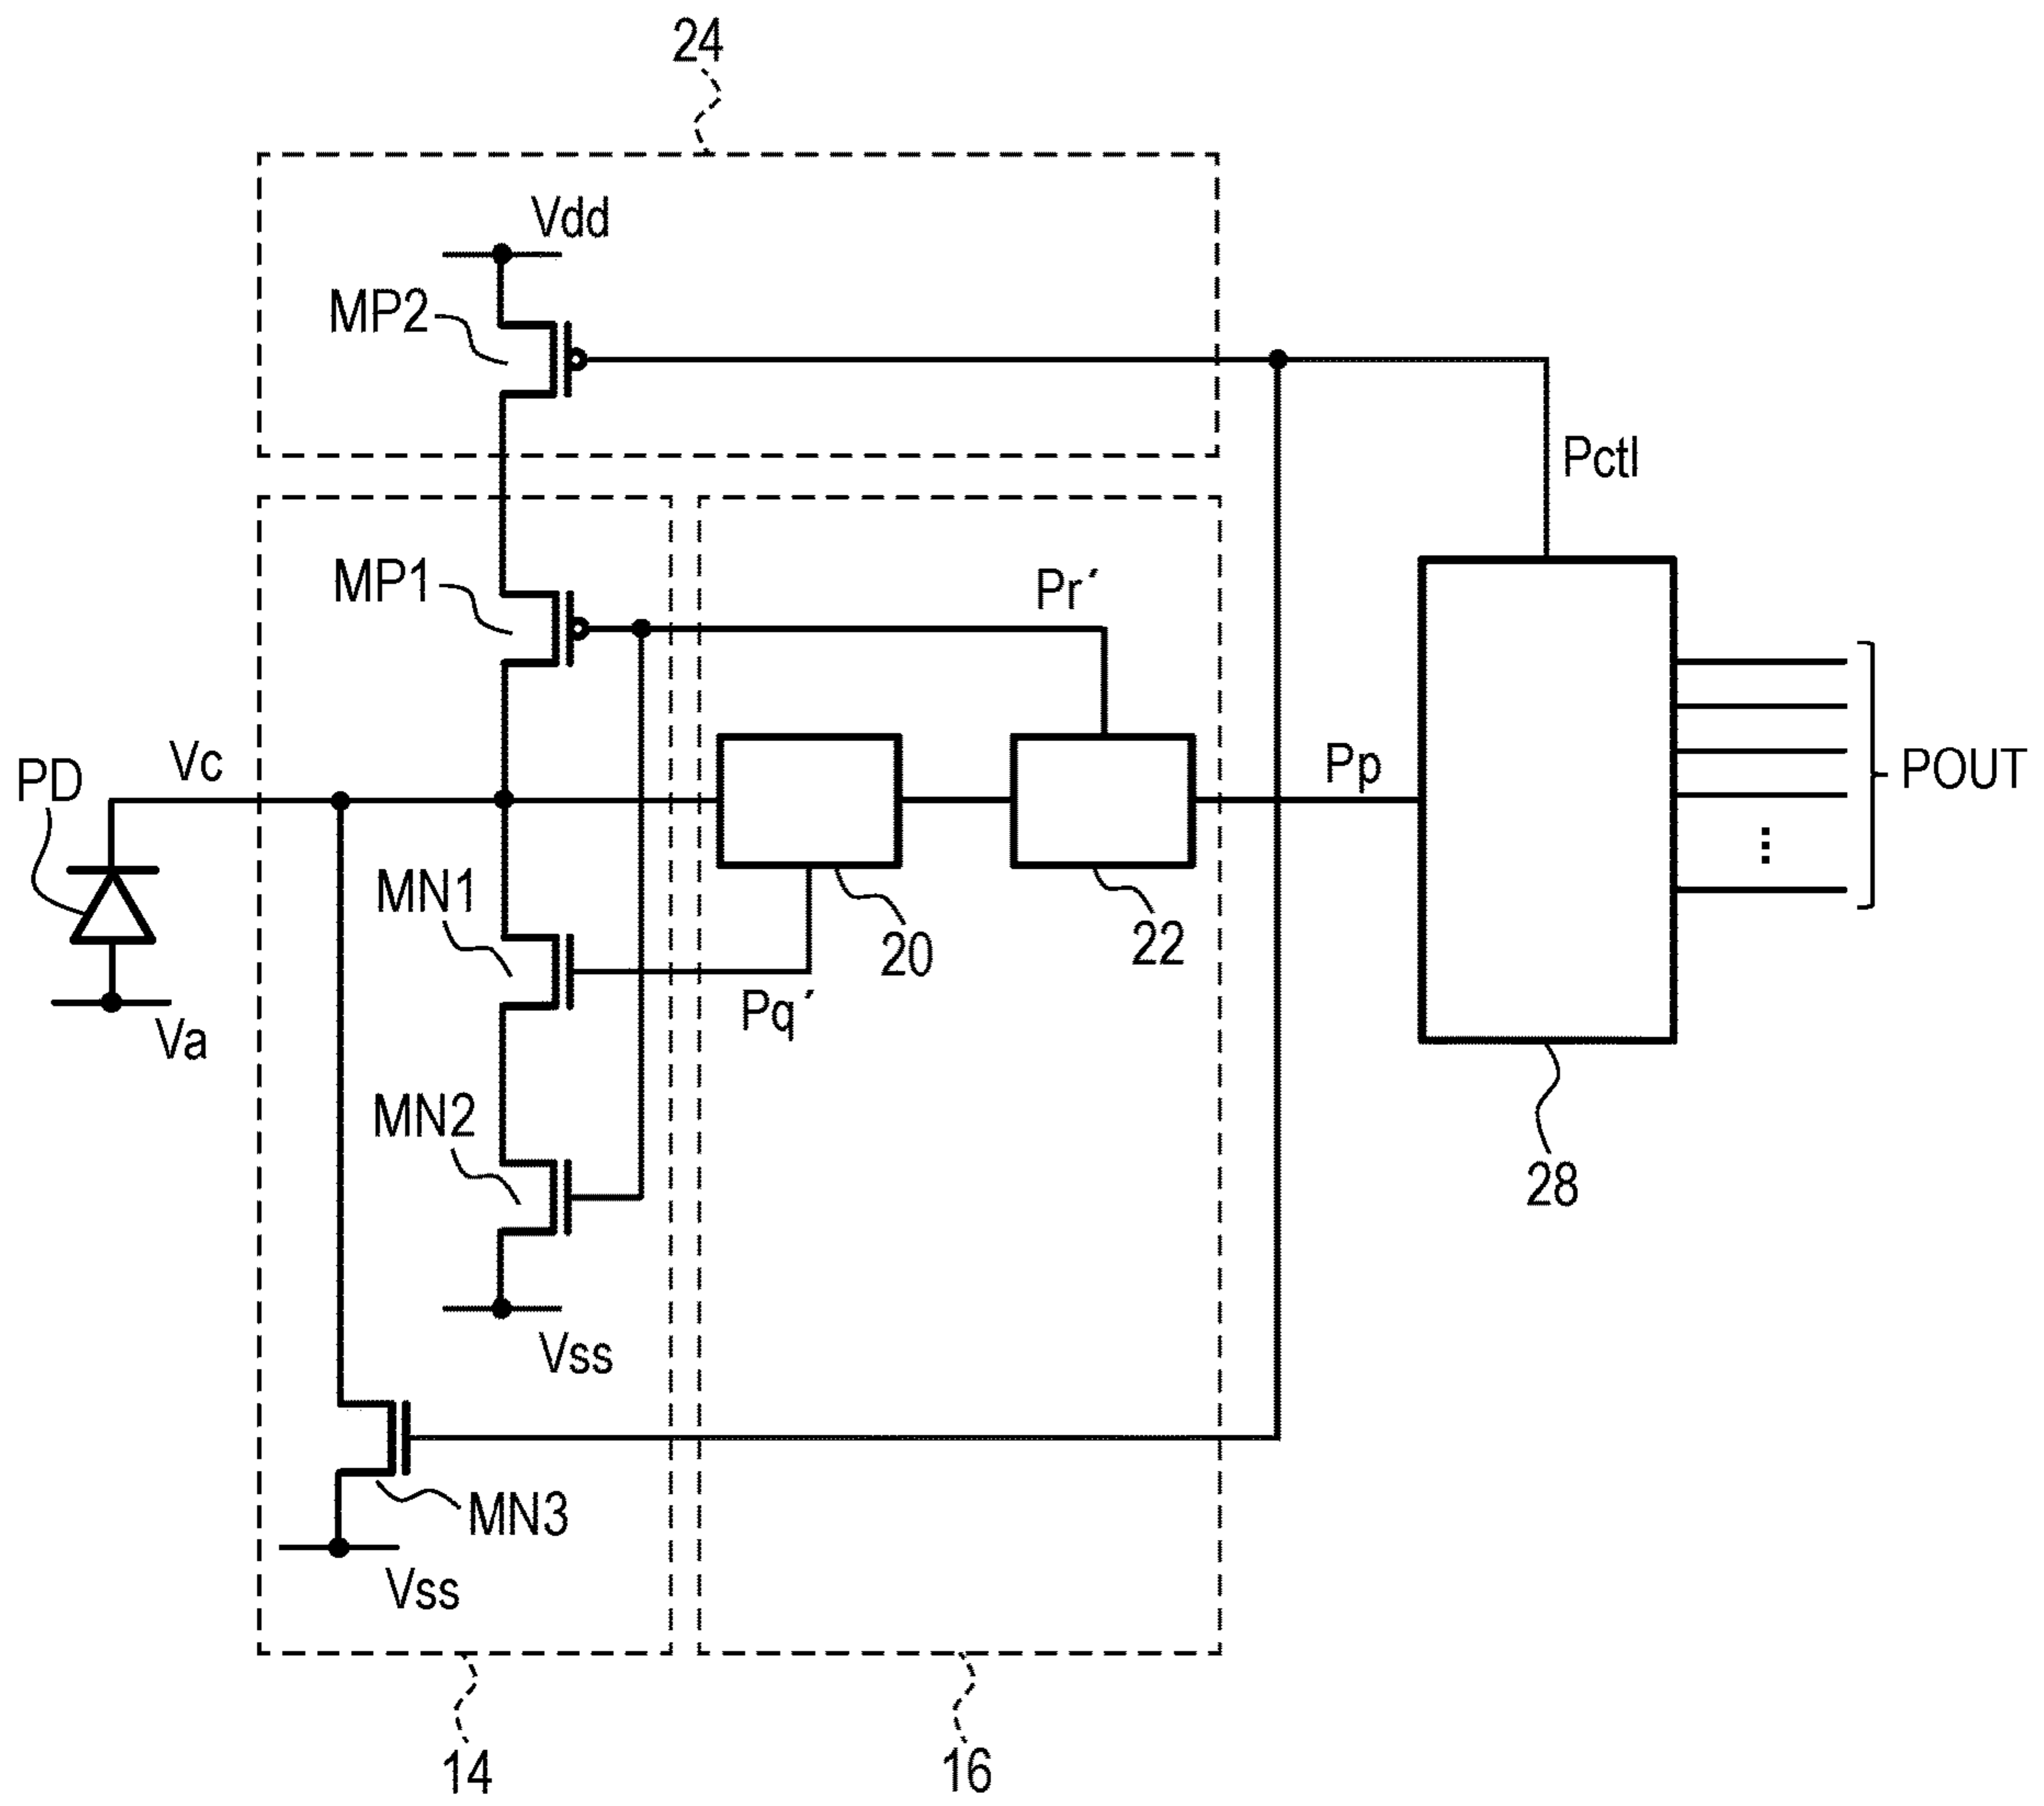 24
Vdd
MP2
Pctl
MP1
Pr´
Vc
PD
Pp
POUT
MN1
20
22
Pq´
Va
MN2
28
Vss
MN3
Vss
14
16